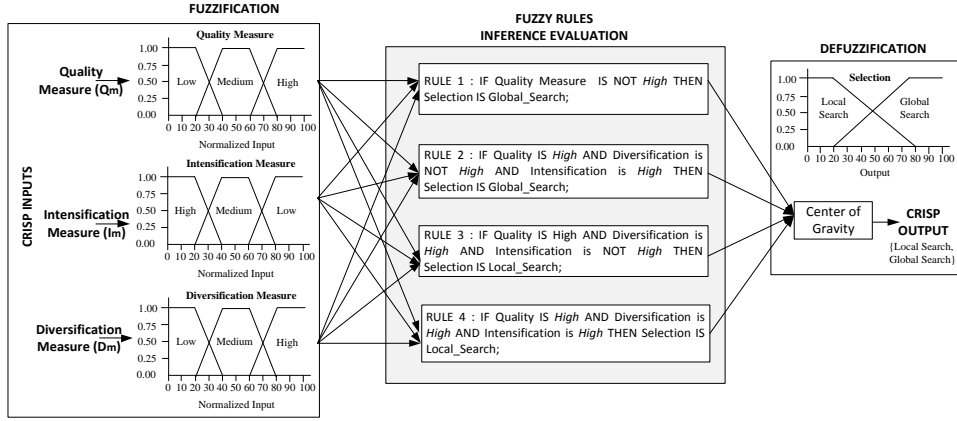 FUZZIFICATION
FUZZY RULES
INFERENCE EVALUATION
DEFUZZIFICATION
CRISP INPUTS
Quality
Measure (Qm)
Quality Measure
1.00
0.75
0.50
0.25
0.00
Low
Medium
High
0 10 20 30 40 50 60 70 80 90 100
Normalized Input
Intensification
Measure (Im)
Intensification Measure
1.00
0.75
0.50
0.25
0.00
High
Medium
Low
0 10 20 30 40 50 60 70 80 90 100
Normalized Input
Diversification
Measure (Dm)
Diversification Measure
1.00
0.75
0.50
0.25
0.00
Low
Medium
High
0 10 20 30 40 50 60 70 80 90 100
Normalized Input
RULE 1 : IF Quality Measure IS NOT High THEN
Selection IS Global_Search;
RULE 2 : IF Quality IS High AND Diversification is
NOT High AND Intensification is High THEN
Selection IS Global_Search;
RULE 3 : IF Quality IS High AND Diversification is
High AND Intensification is NOT High THEN
Selection IS Local_Search;
RULE 4 : IF Quality IS High AND Diversification is
High AND Intensification is High THEN Selection IS
Local_Search;
Selection
1.00
0.75
0.50
0.25
0.00
Local
Search
Global
Search
0 10 20 30 40 50 60 70 80 90 100
Output
Center of
Gravity
CRISP
OUTPUT
{Local Search,
Global Search}